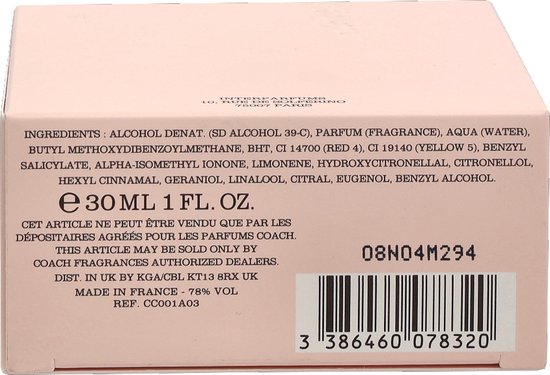 INTERPARFUMS
10, RUE DE SOLFERINO
75007 PARIS
INGREDIENTS : ALCOHOL DENAT. (SD ALCOHOL 39-C), PARFUM (FRAGRANCE), AQUA (WATER),
BUTYL METHOXYDIBENZOYLMETHANE, BHT, CI 14700 (RED 4), CI 19140 (YELLOW 5), BENZYL
SALICYLATE, ALPHA-ISOMETHYL IONONE, LIMONENE, HYDROXYCITRONELLAL, CITRONELLOL,
HEXYL CINNAMAL, GERANIOL, LINALOOL, CITRAL, EUGENOL, BENZYL ALCOHOL.
℮ 30 ML 1 FL. OZ.
CET ARTICLE NE PEUT ÊTRE VENDU QUE PAR LES
DÉPOSITAIRES AGRÉÉS POUR LES PARFUMS COACH.
THIS ARTICLE MAY BE SOLD ONLY BY
COACH FRAGRANCES AUTHORIZED DEALERS.
DIST. IN UK BY KGA/CBL KT13 8RX UK
MADE IN FRANCE - 78% VOL
REF. CC001A03
08N04M294
3 386460 078320